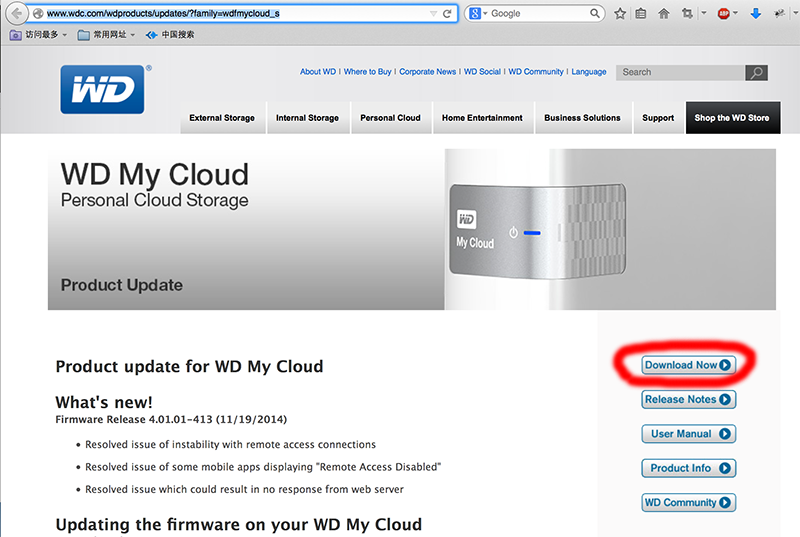 www.wdc.com/wdproducts/updates/?family=wdfmycloud_s
Google
访问最多
常用网址
中国搜索
WD
®
About WD | Where to Buy | Corporate News | WD Social | WD Community | Language
Search
External Storage
Internal Storage
Personal Cloud
Home Entertainment
Business Solutions
Support
Shop the WD Store
WD My Cloud
Personal Cloud Storage
Product Update
WD
My Cloud
Product update for WD My Cloud
What's new!
Firmware Release 4.01.01-413 (11/19/2014)
• Resolved issue of instability with remote access connections
• Resolved issue of some mobile apps displaying "Remote Access Disabled"
• Resolved issue which could result in no response from web server
Updating the firmware on your WD My Cloud
Download Now
Release Notes
User Manual
Product Info
WD Community